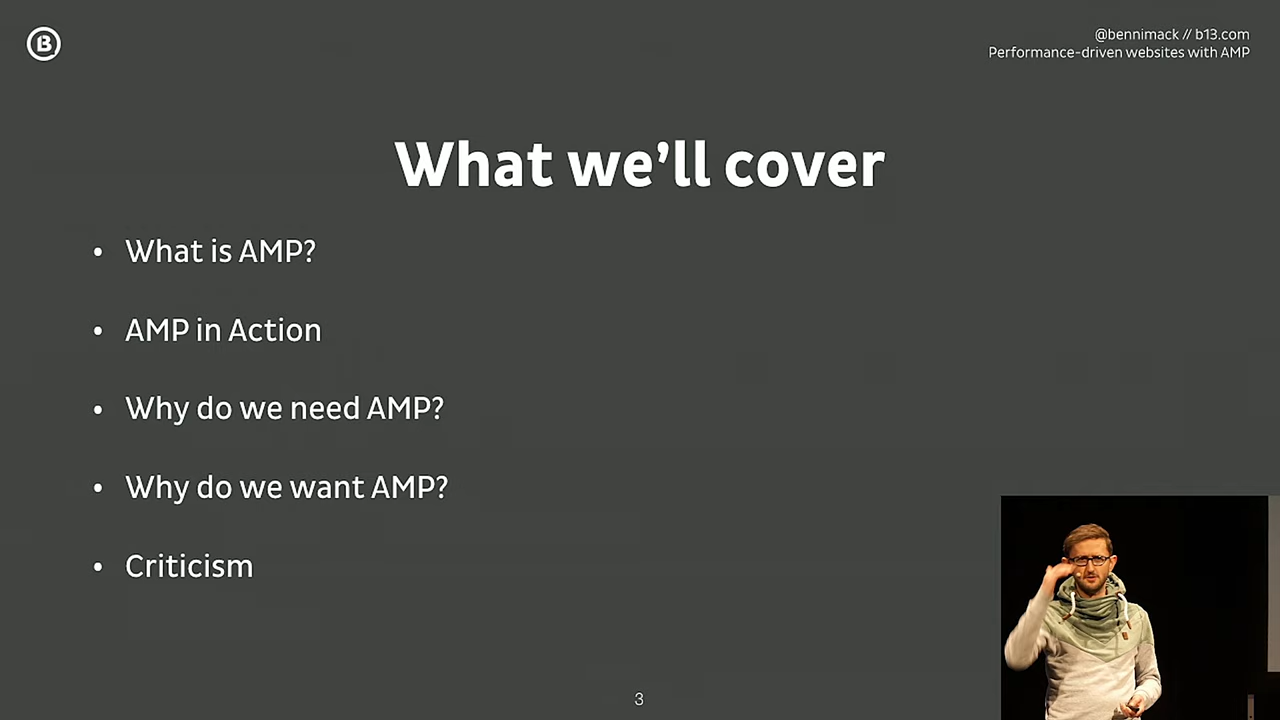 B
@bennimack // b13.com
Performance-driven websites with AMP
What we'll cover
• What is AMP?
• AMP in Action
• Why do we need AMP?
• Why do we want AMP?
• Criticism
3